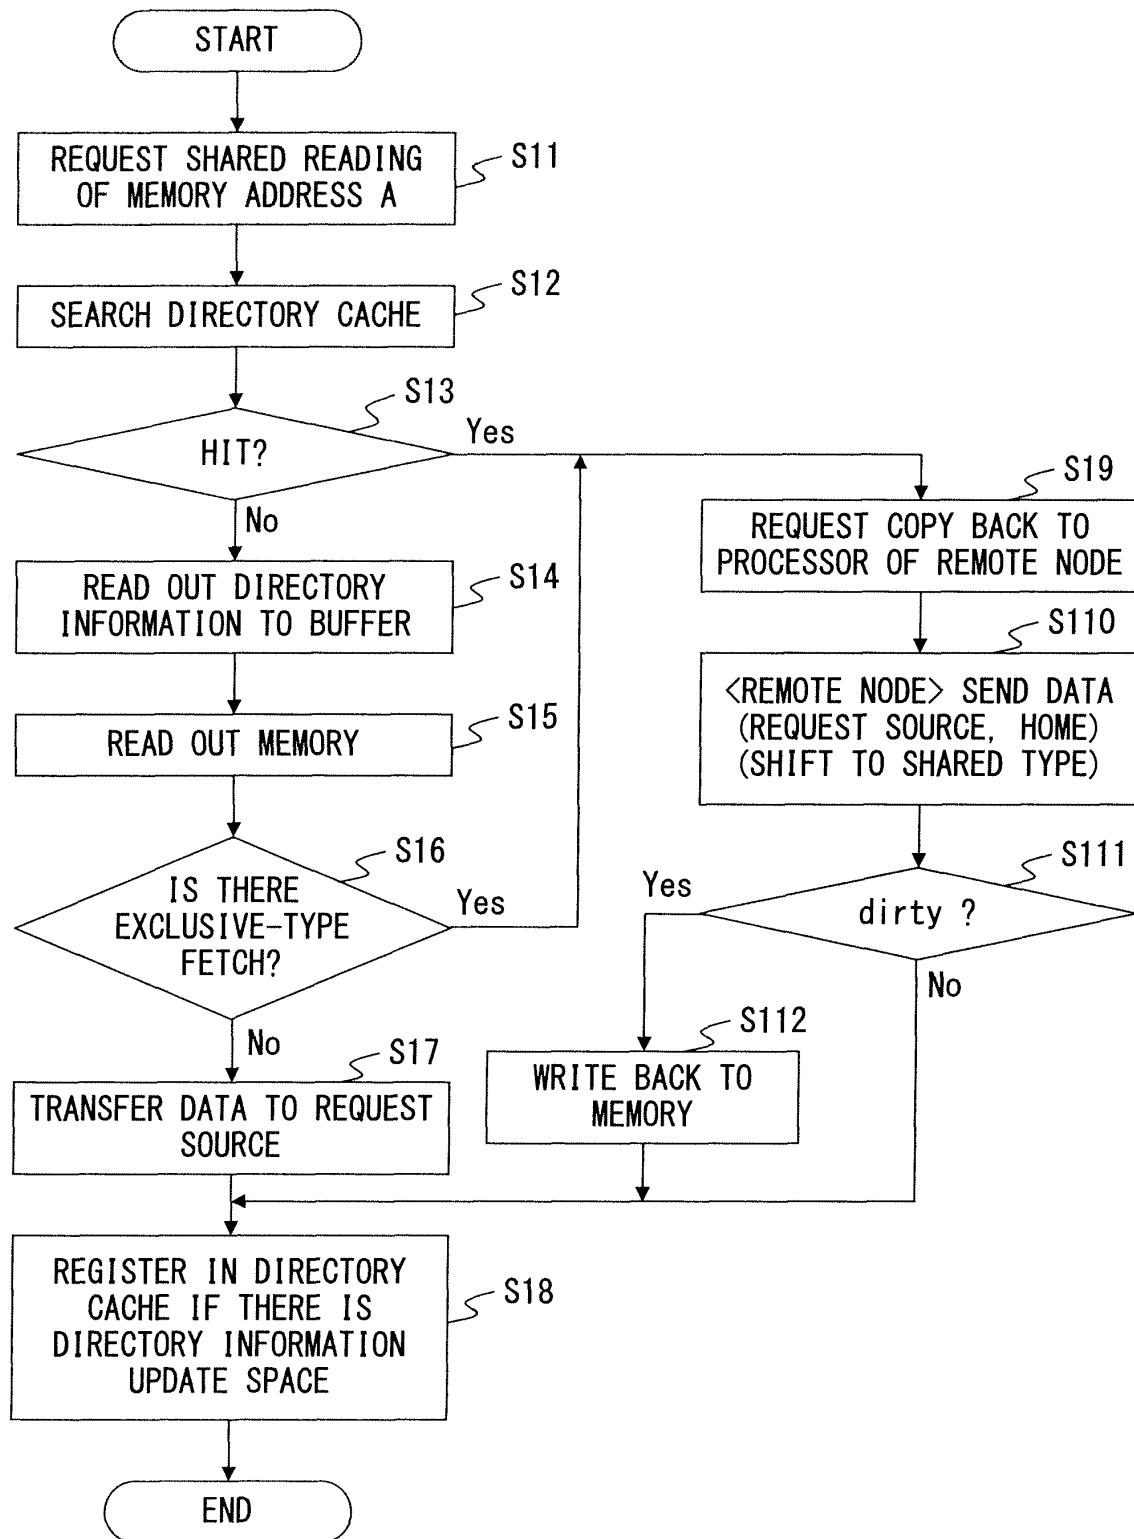 START
REQUEST SHARED READING
OF MEMORY ADDRESS A
S11
SEARCH DIRECTORY CACHE
S12
HIT?
S13
Yes
No
READ OUT DIRECTORY
INFORMATION TO BUFFER
S14
READ OUT MEMORY
S15
IS THERE
EXCLUSIVE-TYPE
FETCH?
S16
Yes
No
TRANSFER DATA TO REQUEST
SOURCE
S17
REGISTER IN DIRECTORY
CACHE IF THERE IS
DIRECTORY INFORMATION
UPDATE SPACE
S18
END
REQUEST COPY BACK TO
PROCESSOR OF REMOTE NODE
S19
<REMOTE NODE> SEND DATA
(REQUEST SOURCE, HOME)
(SHIFT TO SHARED TYPE)
S110
dirty ?
S111
Yes
No
WRITE BACK TO
MEMORY
S112